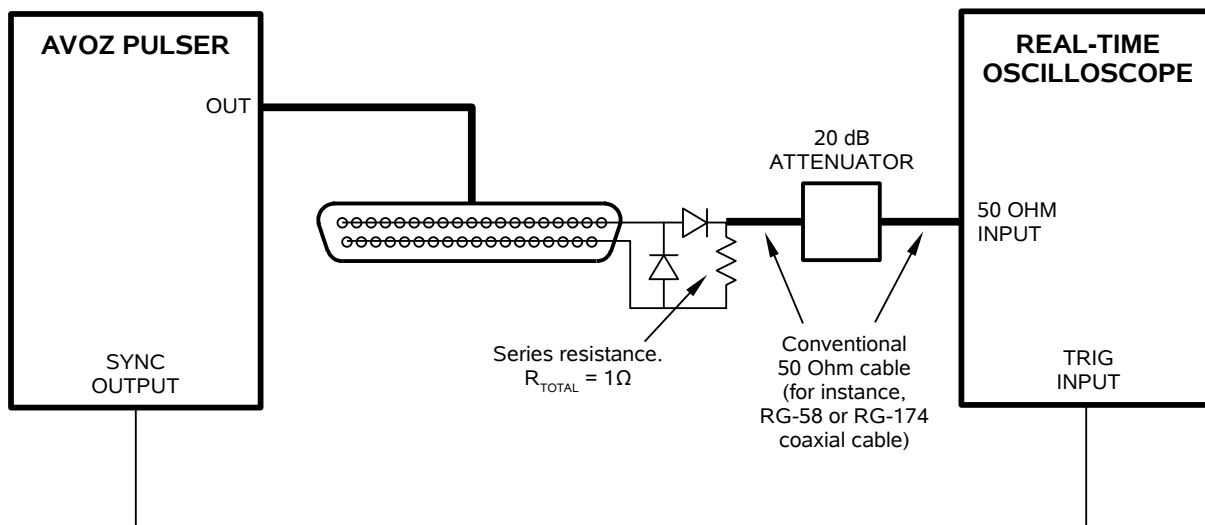 AVOZ PULSER
OUT
SYNC
OUTPUT
Series resistance.
R_TOTAL = 1Ω
20 dB
ATTENUATOR
Conventional
50 Ohm cable
(for instance,
RG-58 or RG-174
coaxial cable)
REAL-TIME
OSCILLOSCOPE
50 OHM
INPUT
TRIG
INPUT